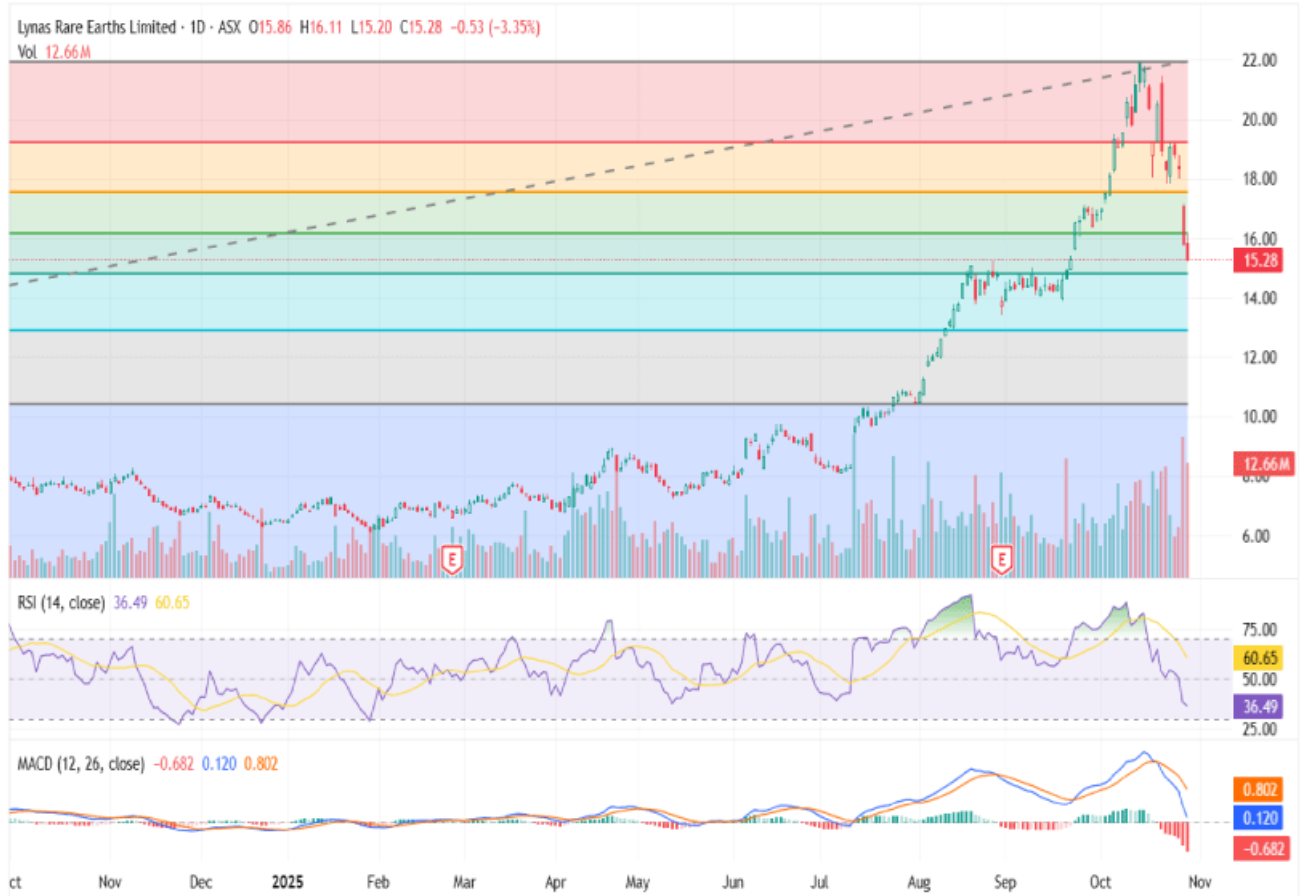 Lynas Rare Earths Limited · 1D · ASX O15.86 H16.11 L15.20 C15.28 −0.53 (−3.35%)
Vol 12.66M
22.00
20.00
18.00
16.00
15.28
14.00
12.00
10.00
12.66M
8.00
6.00
E
E
RSI (14, close) 36.49 60.65
75.00
60.65
50.00
36.49
25.00
MACD (12, 26, close) −0.682 0.120 0.802
0.802
0.120
−0.682
ct Nov Dec 2025 Feb Mar Apr May Jun Jul Aug Sep Oct Nov